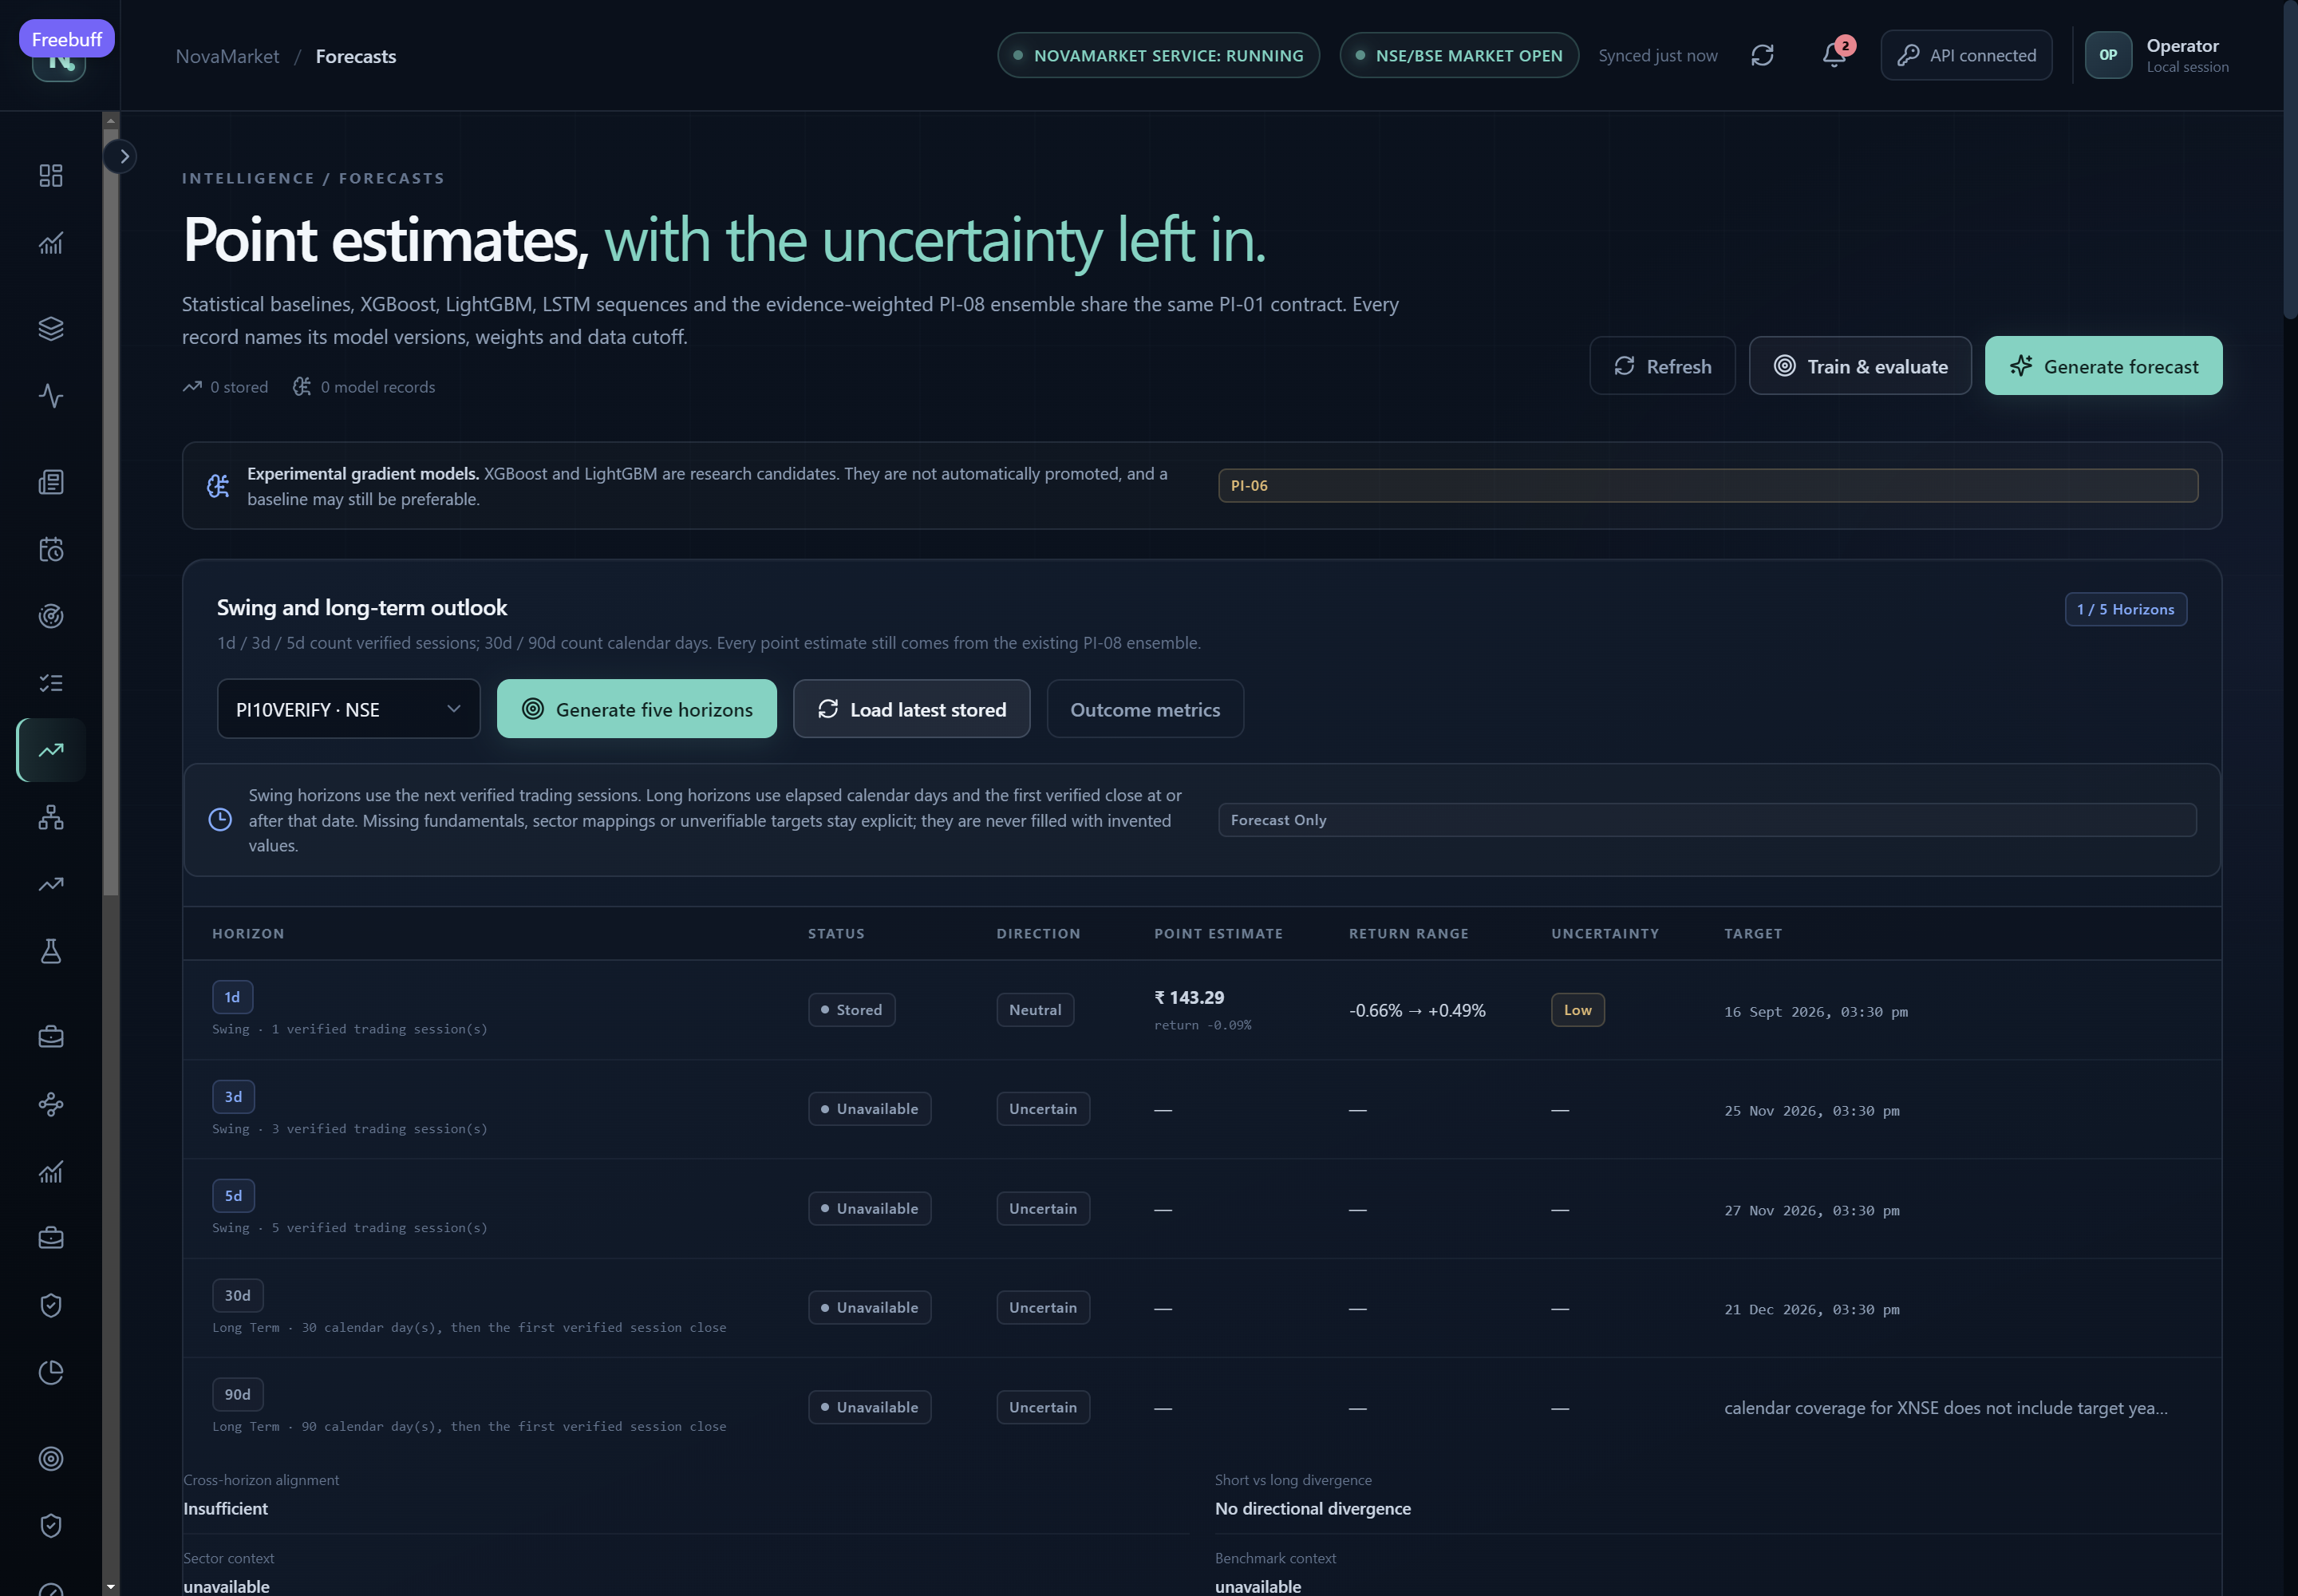 Freebuff
NovaMarket / Forecasts
NOVAMARKET SERVICE: RUNNING
NSE/BSE MARKET OPEN
Synced just now
2
API connected
OP
Operator
Local session
INTELLIGENCE / FORECASTS
Point estimates, with the uncertainty left in.
Statistical baselines, XGBoost, LightGBM, LSTM sequences and the evidence-weighted PI-08 ensemble share the same PI-01 contract. Every
record names its model versions, weights and data cutoff.
0 stored
0 model records
Refresh
Train & evaluate
Generate forecast
Experimental gradient models. XGBoost and LightGBM are research candidates. They are not automatically promoted, and a
baseline may still be preferable.
PI-06
Swing and long-term outlook
1 / 5 Horizons
1d / 3d / 5d count verified sessions; 30d / 90d count calendar days. Every point estimate still comes from the existing PI-08 ensemble.
PI10VERIFY · NSE
Generate five horizons
Load latest stored
Outcome metrics
Swing horizons use the next verified trading sessions. Long horizons use elapsed calendar days and the first verified close at or
after that date. Missing fundamentals, sector mappings or unverifiable targets stay explicit; they are never filled with invented
values.
Forecast Only
HORIZON STATUS DIRECTION POINT ESTIMATE RETURN RANGE UNCERTAINTY TARGET
1d
Swing · 1 verified trading session(s)
Stored
Neutral
₹ 143.29
return -0.09%
-0.66% → +0.49%
Low
16 Sept 2026, 03:30 pm
3d
Swing · 3 verified trading session(s)
Unavailable
Uncertain
— — —
25 Nov 2026, 03:30 pm
5d
Swing · 5 verified trading session(s)
Unavailable
Uncertain
— — —
27 Nov 2026, 03:30 pm
30d
Long Term · 30 calendar day(s), then the first verified session close
Unavailable
Uncertain
— — —
21 Dec 2026, 03:30 pm
90d
Long Term · 90 calendar day(s), then the first verified session close
Unavailable
Uncertain
— — —
calendar coverage for XNSE does not include target yea...
Cross-horizon alignment
Insufficient
Short vs long divergence
No directional divergence
Sector context
unavailable
Benchmark context
unavailable